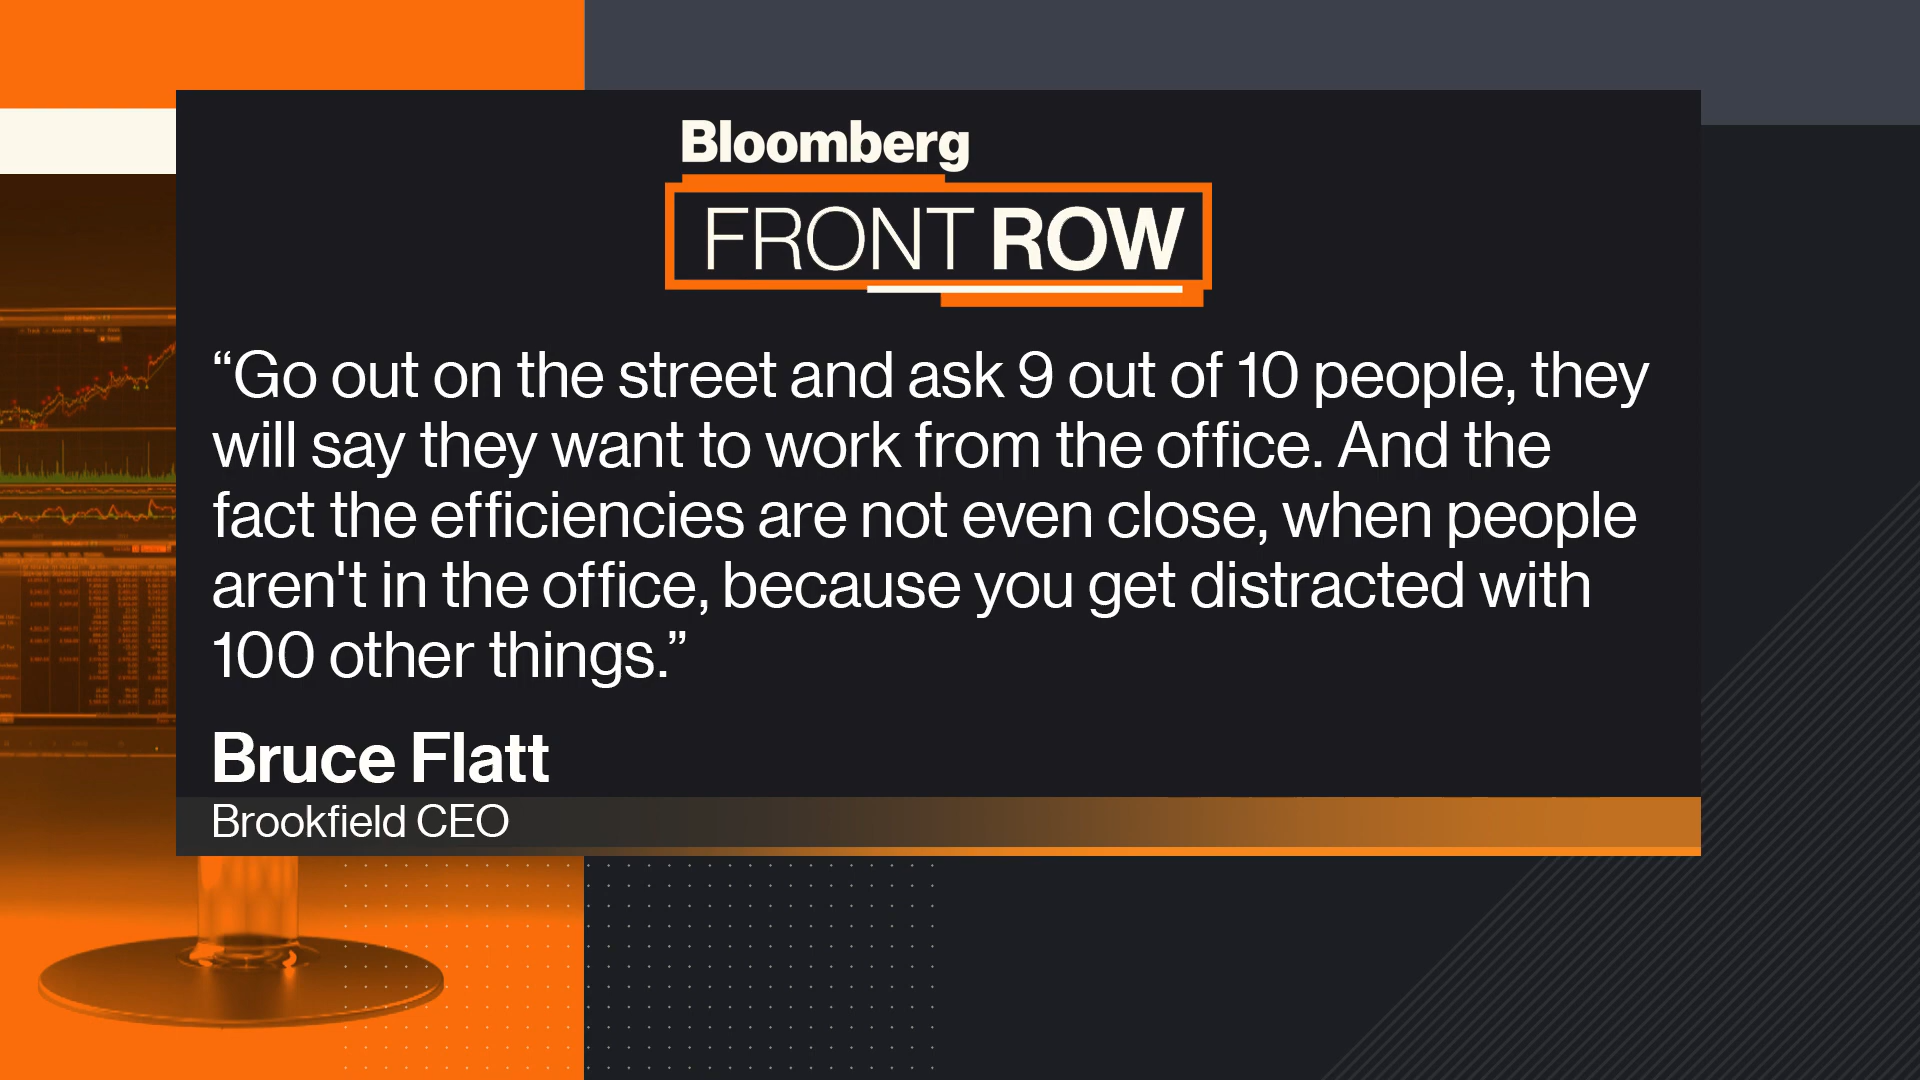 Bloomberg
FRONT ROW
“Go out on the street and ask 9 out of 10 people, they
will say they want to work from the office. And the
fact the efficiencies are not even close, when people
aren't in the office, because you get distracted with
100 other things.”
Bruce Flatt
Brookfield CEO